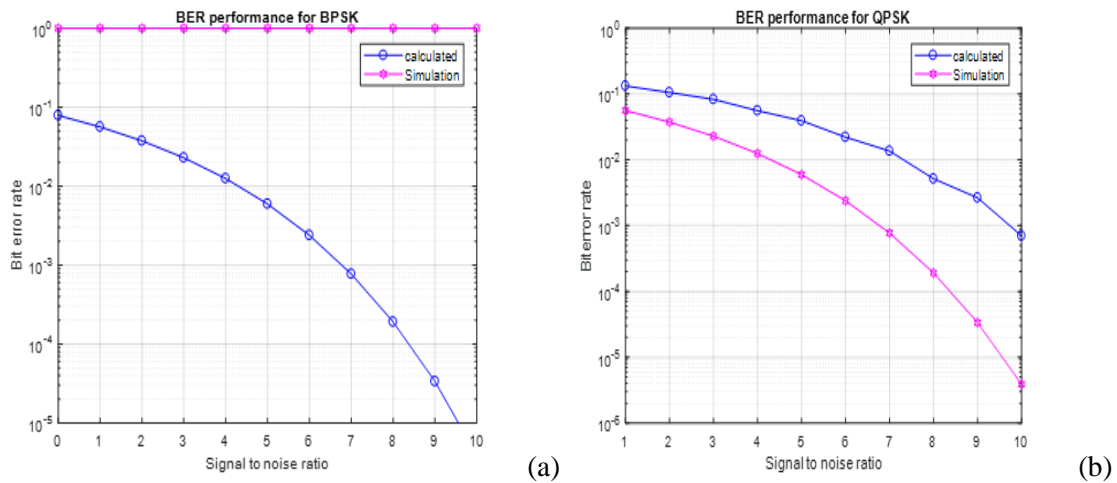 BER performance for BPSK
10^0
10^-1
10^-2
10^-3
10^-4
10^-5
Bit error rate
0 1 2 3 4 5 6 7 8 9 10
Signal to noise ratio
calculated
Simulation
(a)
BER performance for QPSK
10^0
10^-1
10^-2
10^-3
10^-4
10^-5
10^-6
Bit error rate
1 2 3 4 5 6 7 8 9 10
Signal to noise ratio
calculated
Simulation
(b)